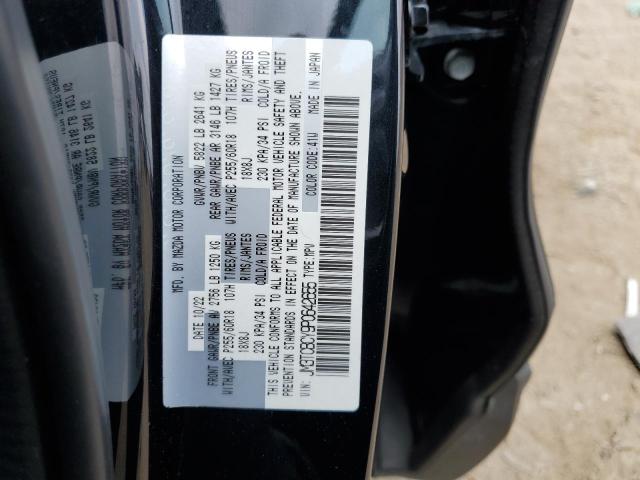 MFD. BY MAZDA MOTOR CORPORATION
DATE: 10/22 GVWR/PNBV 5822 LB 2641 KG
FRONT GAWR/PNBE AV 2756 LB 1250 KG REAR GAWR/PNBE AR 3146 LB 1427 KG
WITH/AVEC P255/60R18 107H TIRES/PNEUS WITH/AVEC P255/60R18 107H TIRES/PNEUS
18X8J RIMS/JANTES 18X8J RIMS/JANTES
230 KPA/34 PSI COLD/A FROID 230 KPA/34 PSI COLD/A FROID
THIS VEHICLE CONFORMS TO ALL APPLICABLE FEDERAL MOTOR VEHICLE SAFETY AND THEFT
PREVENTION STANDARDS IN EFFECT ON THE DATE OF MANUFACTURE SHOWN ABOVE.
TYPE:MPV COLOR CODE:41W MADE IN JAPAN
VIN: JM3TCBCY9P0642655